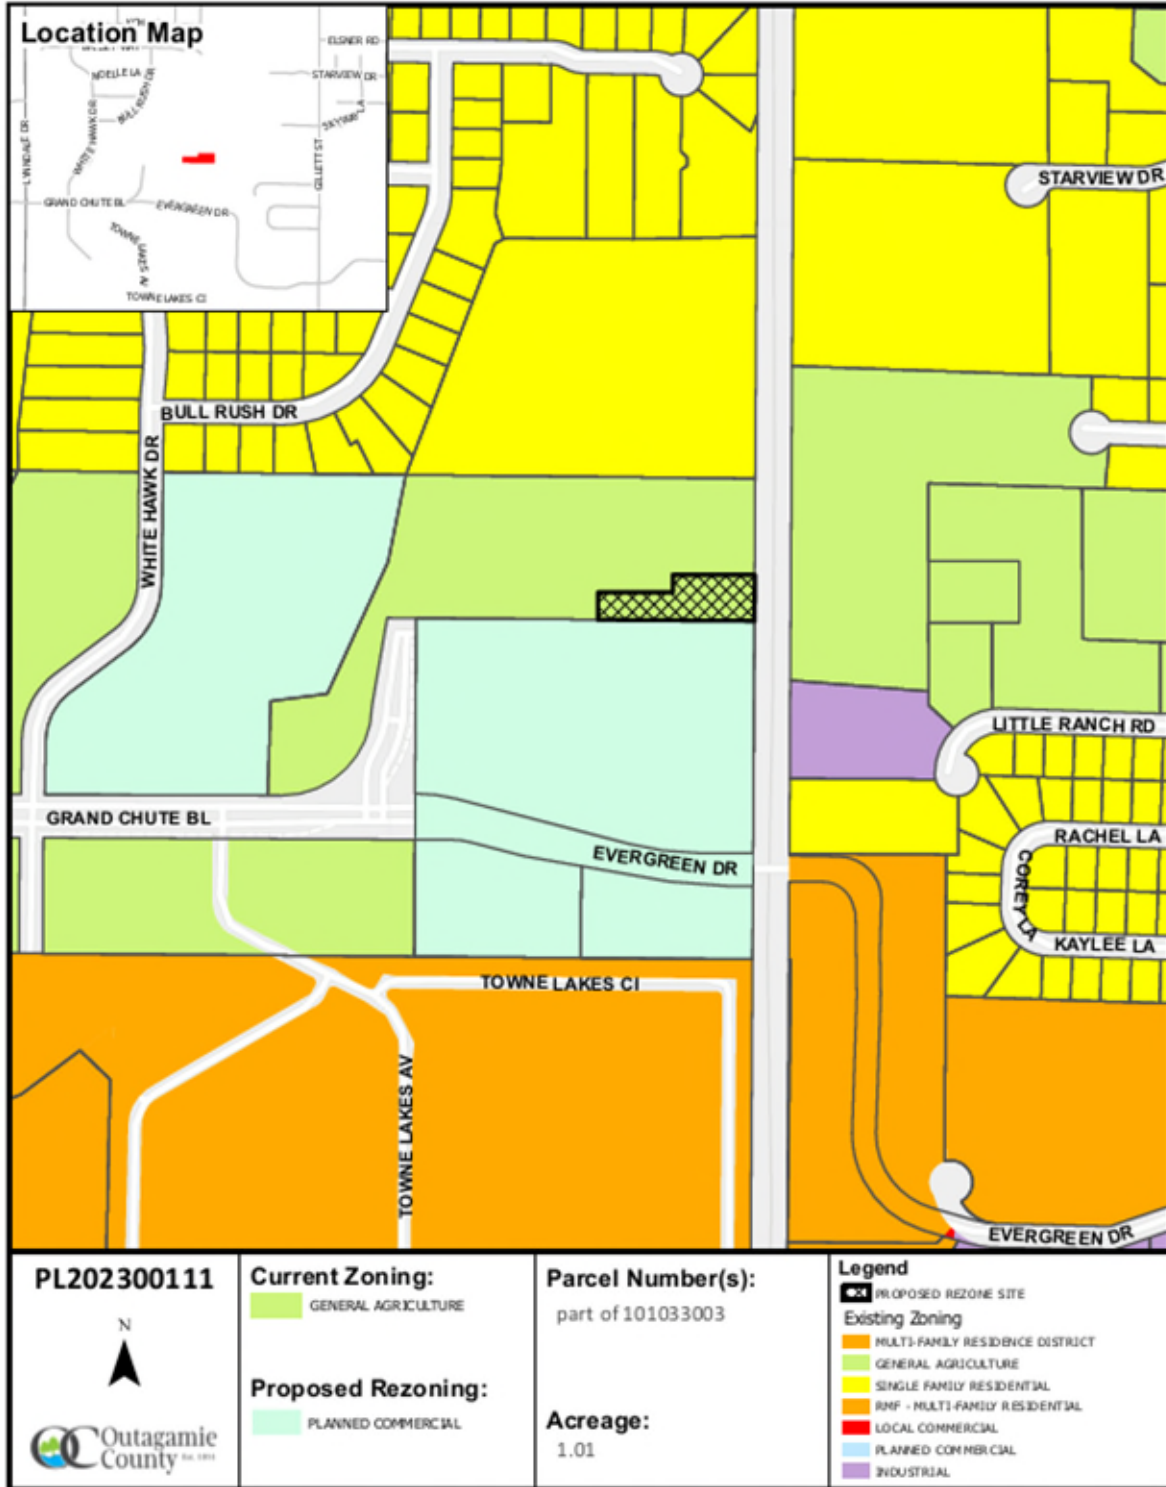 Location Map
ELSNER RD
NOELLE LA
STARVIEW DR
BULL RUSH DR
SKYVIEW LA
LYNNDALE DR
WHITE HAWK DR
GILLETT ST
GRAND CHUTE BL
EVERGREEN DR
TOWNE LAKES AV
TOWNE LAKES CI
STARVIEW DR
BULL RUSH DR
WHITE HAWK DR
LITTLE RANCH RD
GRAND CHUTE BL
RACHEL LA
EVERGREEN DR
COREY LA
KAYLEE LA
TOWNE LAKES CI
TOWNE LAKES AV
EVERGREEN DR
PL202300111
N
Outagamie
County Est. 1851
Current Zoning:
GENERAL AGRICULTURE
Proposed Rezoning:
PLANNED COMMERCIAL
Parcel Number(s):
part of 101033003
Acreage:
1.01
Legend
PROPOSED REZONE SITE
Existing Zoning
MULTI-FAMILY RESIDENCE DISTRICT
GENERAL AGRICULTURE
SINGLE FAMILY RESIDENTIAL
RMF - MULTI-FAMILY RESIDENTIAL
LOCAL COMMERCIAL
PLANNED COMMERCIAL
INDUSTRIAL